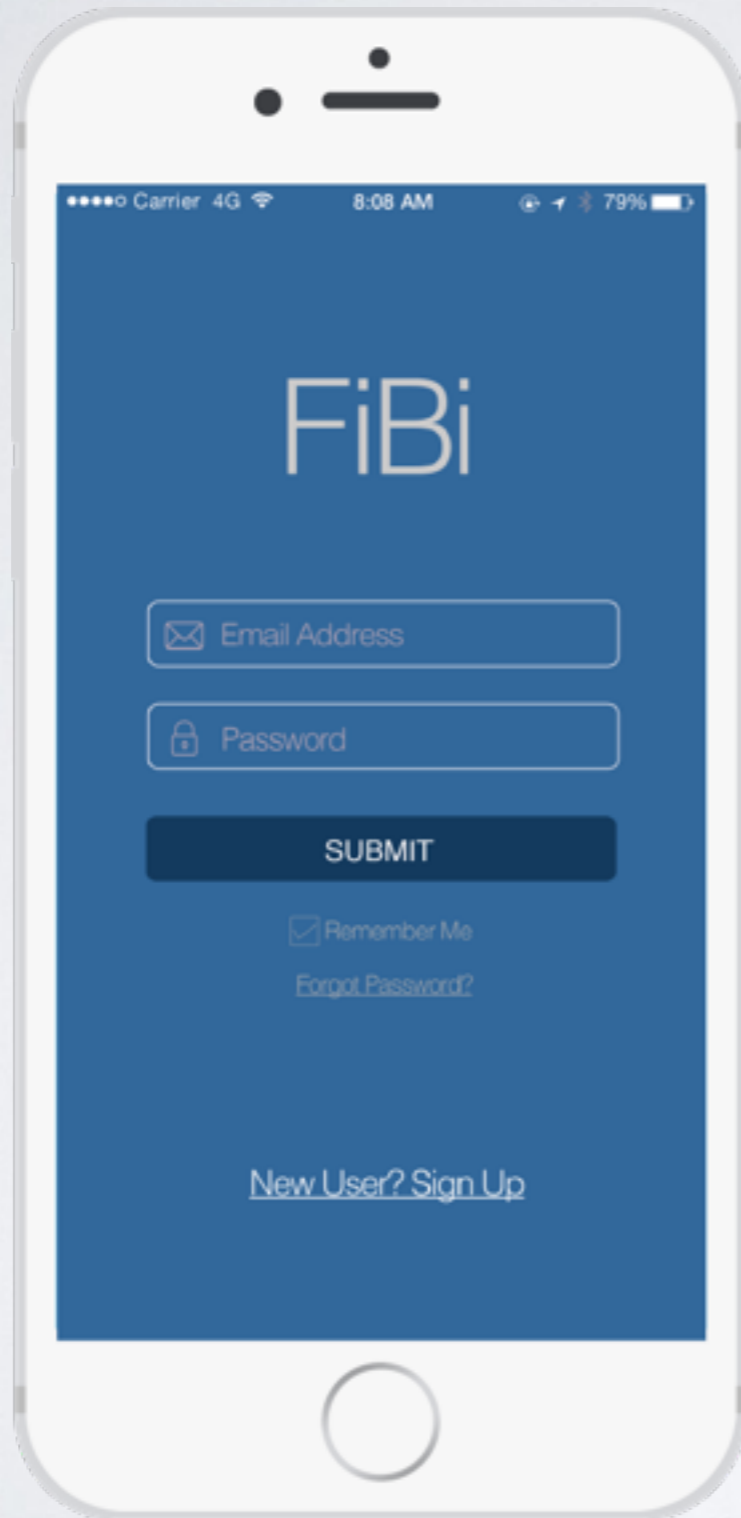 Carrier 4G 8:08 AM 79%
FiBi
Email Address
Password
SUBMIT
Remember Me
Forgot Password?
New User? Sign Up